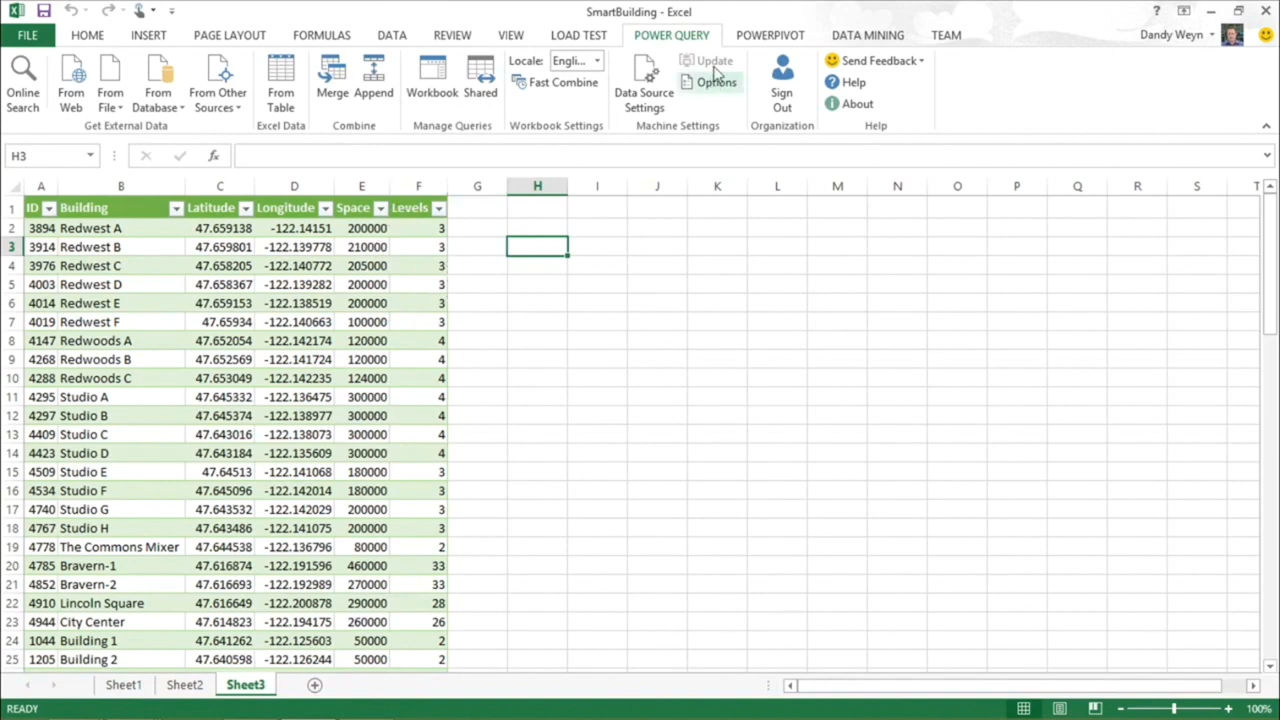 SmartBuilding - Excel
FILE HOME INSERT PAGE LAYOUT FORMULAS DATA REVIEW VIEW LOAD TEST POWER QUERY POWERPIVOT DATA MINING TEAM Dandy Weyn
Online Search
From Web
From File
From Database
From Other Sources
Get External Data
From Table
Excel Data
Merge
Append
Combine
Workbook
Shared
Manage Queries
Locale: Engli...
Fast Combine
Workbook Settings
Data Source Settings
Update
Options
Machine Settings
Sign Out
Organization
Send Feedback
Help
About
Help
H3 fx
A B C D E F G H I J K L M N O P Q R S T
1 ID Building Latitude Longitude Space Levels
2 3894 Redwest A 47.659138 -122.14151 200000 3
3 3914 Redwest B 47.659801 -122.139778 210000 3
4 3976 Redwest C 47.658205 -122.140772 205000 3
5 4003 Redwest D 47.658367 -122.139282 200000 3
6 4014 Redwest E 47.659153 -122.138519 200000 3
7 4019 Redwest F 47.65934 -122.140663 100000 3
8 4147 Redwoods A 47.652054 -122.142174 120000 4
9 4268 Redwoods B 47.652569 -122.141724 120000 4
10 4288 Redwoods C 47.653049 -122.142235 124000 4
11 4295 Studio A 47.645332 -122.136475 300000 4
12 4297 Studio B 47.645374 -122.138977 300000 4
13 4409 Studio C 47.643016 -122.138073 300000 4
14 4423 Studio D 47.643184 -122.135609 300000 4
15 4509 Studio E 47.64513 -122.141068 180000 3
16 4534 Studio F 47.645096 -122.142014 180000 3
17 4740 Studio G 47.643532 -122.142029 200000 3
18 4767 Studio H 47.643486 -122.141075 200000 3
19 4778 The Commons Mixer 47.644538 -122.136796 80000 2
20 4785 Bravern-1 47.616874 -122.191596 460000 33
21 4852 Bravern-2 47.616693 -122.192989 270000 33
22 4910 Lincoln Square 47.616649 -122.200878 290000 28
23 4944 City Center 47.614823 -122.194175 260000 26
24 1044 Building 1 47.641262 -122.125603 50000 2
25 1205 Building 2 47.640598 -122.126244 50000 2
Sheet1 Sheet2 Sheet3
READY 100%